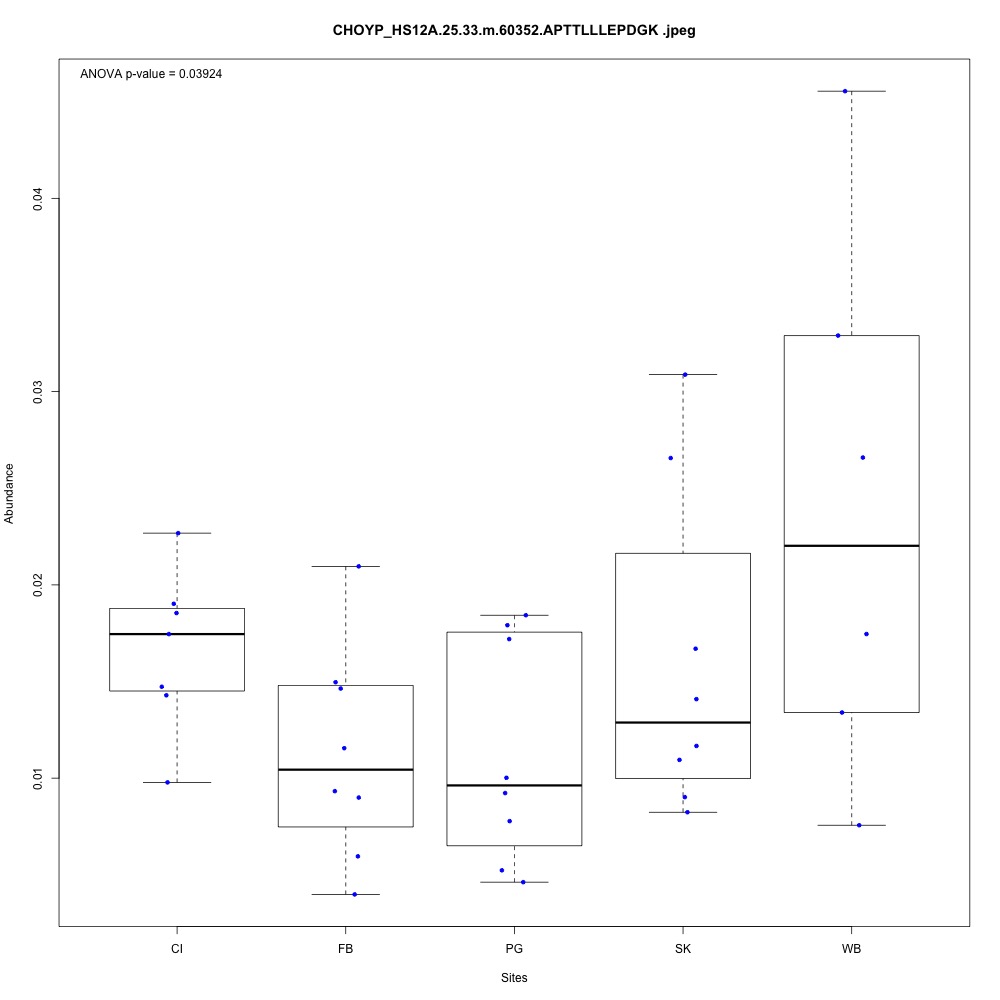 CHOYP_HS12A.25.33.m.60352.APTTLLLEPDGK .jpeg
ANOVA p-value = 0.03924
Abundance
0.04
0.03
0.02
0.01
CI FB PG SK WB
Sites